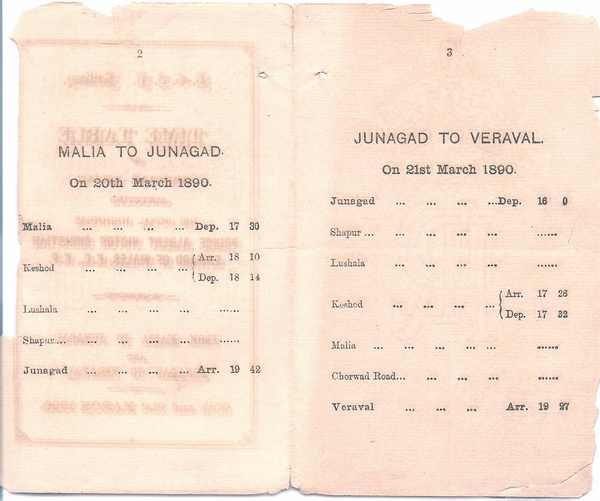 2
MALIA TO JUNAGAD.
On 20th March 1890.
Malia ... ... ... ... Dep. 17 30
Keshod ... ... ... ... Arr. 18 10
Dep. 18 14
Lushala ... ... ... ... ......
Shapur... ... ... ... ... ......
Junagad ... ... ... ... Arr. 19 42
3
JUNAGAD TO VERAVAL.
On 21st March 1890.
Junagad ... ... ... ...Dep. 16 0
Shapur ... ... ... ... ... ......
Lushala ... ... ... ... ......
Keshod ... ... ... ... Arr. 17 28
Dep. 17 32
Malia ... ... ... ... ... ......
Chorwad Road... ... ... ... ......
Veraval ... ... ... Arr. 19 27